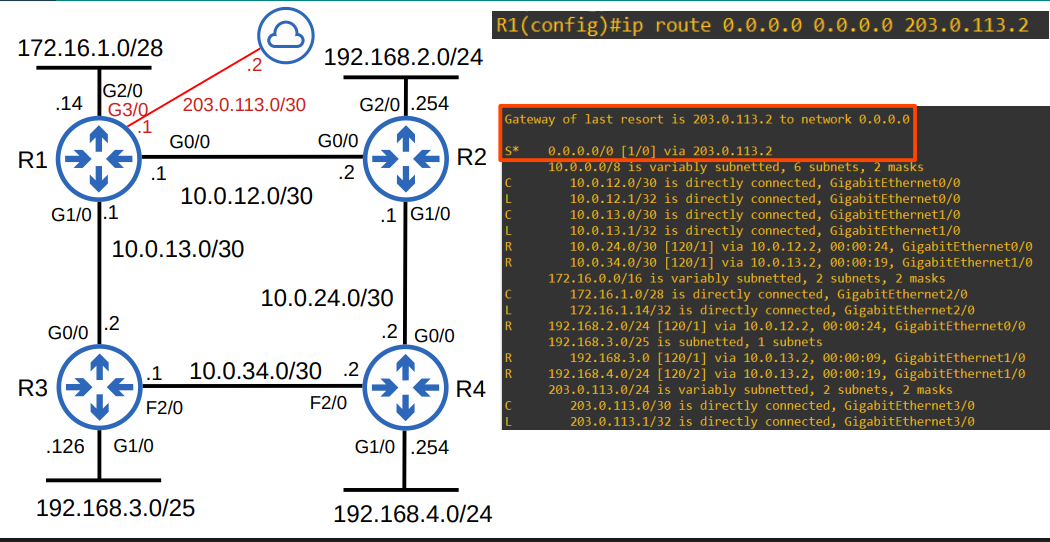 R1(config)#ip route 0.0.0.0 0.0.0.0 203.0.113.2
172.16.1.0/28
.2
192.168.2.0/24
G2/0
.14
G3/0
203.0.113.30/30
.1
G2/0
.254
R1
G0/0
G0/0
R2
.1
.2
10.0.12.0/30
G1/0
.1
.1
G1/0
10.0.13.0/30
10.0.24.0/30
G0/0
.2
.2
G0/0
R3
.1
10.0.34.0/30
.2
R4
F2/0
F2/0
.126
G1/0
G1/0
.254
192.168.3.0/25
192.168.4.0/24
Gateway of last resort is 203.0.113.2 to network 0.0.0.0
S* 0.0.0.0/0 [1/0] via 203.0.113.2
10.0.0.0/8 is variably subnetted, 6 subnets, 2 masks
C 10.0.12.0/30 is directly connected, GigabitEthernet0/0
L 10.0.12.1/32 is directly connected, GigabitEthernet0/0
C 10.0.13.0/30 is directly connected, GigabitEthernet1/0
L 10.0.13.1/32 is directly connected, GigabitEthernet1/0
R 10.0.24.0/30 [120/1] via 10.0.12.2, 00:00:24, GigabitEthernet0/0
R 10.0.34.0/30 [120/1] via 10.0.13.2, 00:00:19, GigabitEthernet1/0
172.16.0.0/16 is variably subnetted, 2 subnets, 2 masks
C 172.16.1.0/28 is directly connected, GigabitEthernet2/0
L 172.16.1.14/32 is directly connected, GigabitEthernet2/0
R 192.168.2.0/24 [120/1] via 10.0.12.2, 00:00:24, GigabitEthernet0/0
192.168.3.0/25 is subnetted, 1 subnets
R 192.168.3.0 [120/1] via 10.0.13.2, 00:00:09, GigabitEthernet1/0
R 192.168.4.0/24 [120/2] via 10.0.13.2, 00:00:19, GigabitEthernet1/0
203.0.113.0/24 is variably subnetted, 2 subnets, 2 masks
C 203.0.113.0/30 is directly connected, GigabitEthernet3/0
L 203.0.113.1/32 is directly connected, GigabitEthernet3/0